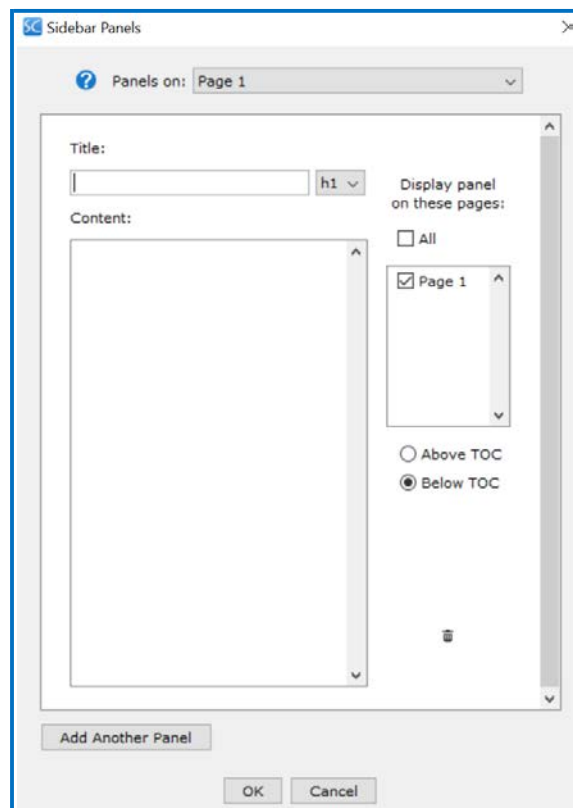 SC Sidebar Panels
? Panels on: Page 1
Title:
h1
Display panel
on these pages:
Content:
All
Page 1
Above TOC
Below TOC
Add Another Panel
OK Cancel